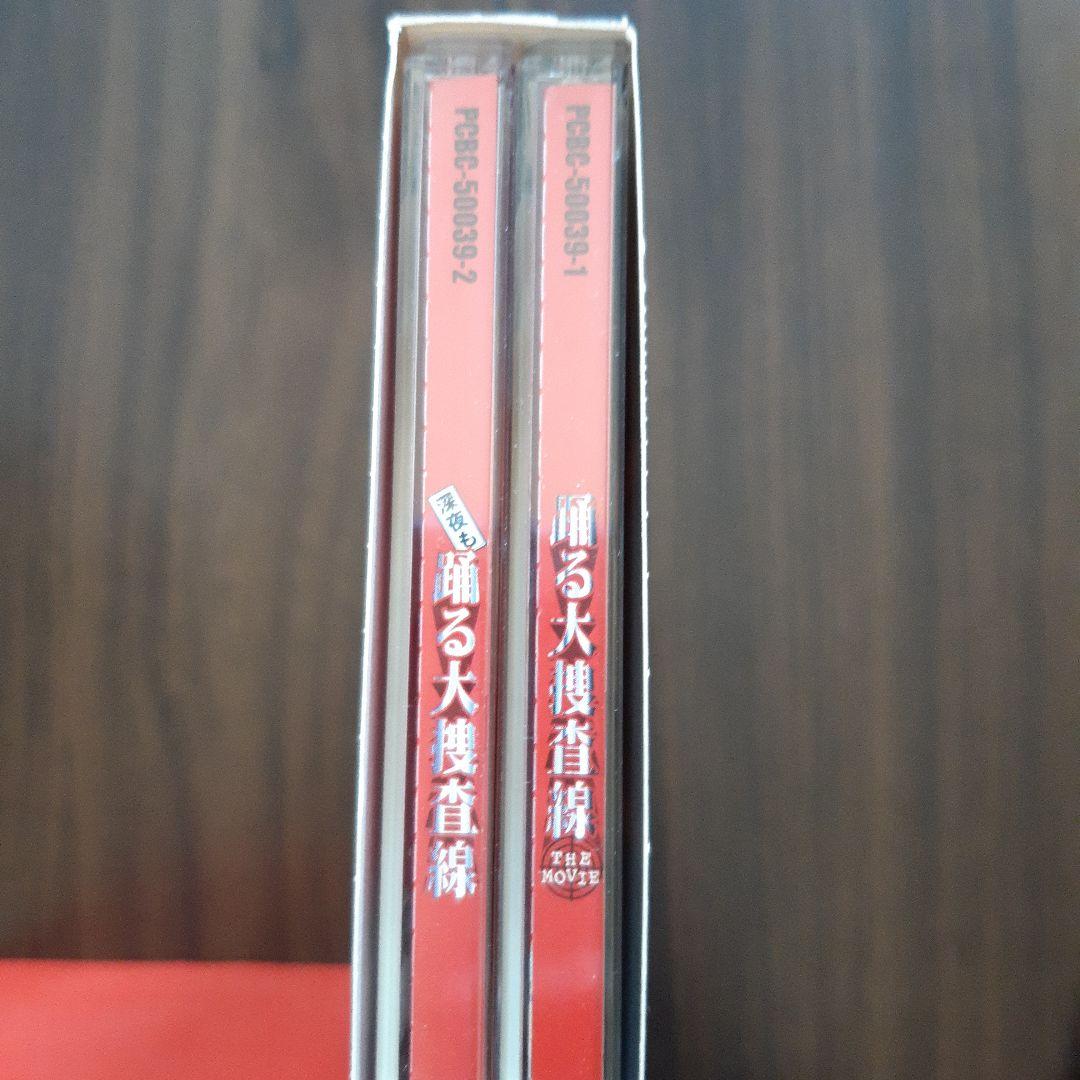 PCBC-50039-2
深夜も
踊る大捜査線
PCBC-50039-1
踊る大捜査線
THE
MOVIE